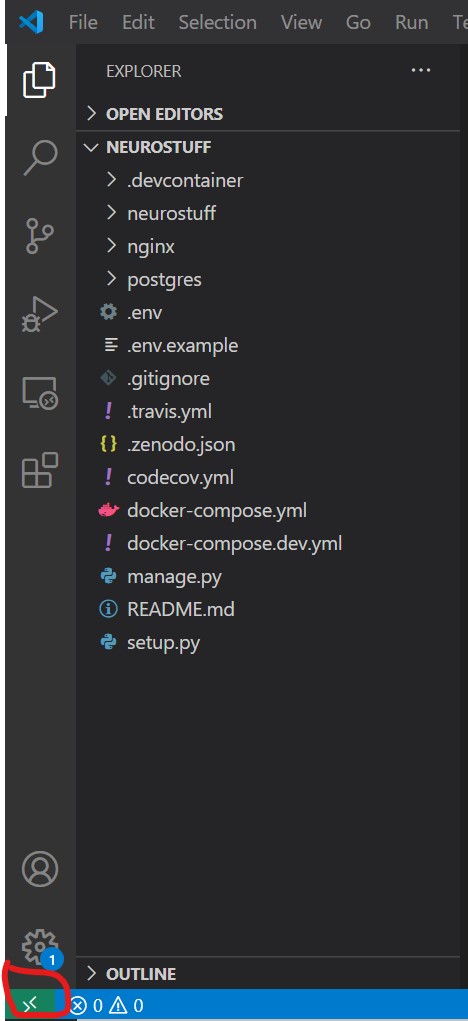 File Edit Selection View Go Run
EXPLORER ...
OPEN EDITORS
NEUROSTUFF
.devcontainer
neurostuff
nginx
postgres
.env
.env.example
.gitignore
! .travis.yml
{} .zenodo.json
! codecov.yml
docker-compose.yml
! docker-compose.dev.yml
manage.py
README.md
setup.py
1
OUTLINE
0 0